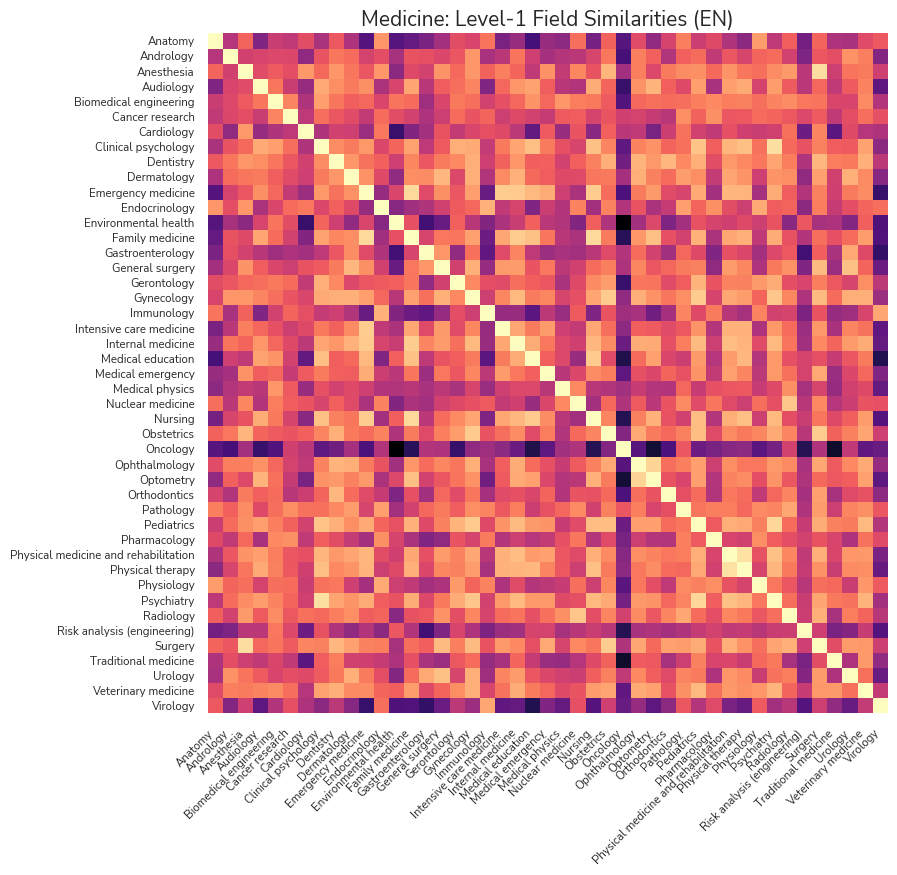 Medicine: Level-1 Field Similarities (EN)
Anatomy
Andrology
Anesthesia
Audiology
Biomedical engineering
Cancer research
Cardiology
Clinical psychology
Dentistry
Dermatology
Emergency medicine
Endocrinology
Environmental health
Family medicine
Gastroenterology
General surgery
Gerontology
Gynecology
Immunology
Intensive care medicine
Internal medicine
Medical education
Medical emergency
Medical physics
Nuclear medicine
Nursing
Obstetrics
Oncology
Ophthalmology
Optometry
Orthodontics
Pathology
Pediatrics
Pharmacology
Physical medicine and rehabilitation
Physical therapy
Physiology
Psychiatry
Radiology
Risk analysis (engineering)
Surgery
Traditional medicine
Urology
Veterinary medicine
Virology
Anatomy
Andrology
Anesthesia
Audiology
Biomedical engineering
Cancer research
Cardiology
Clinical psychology
Dentistry
Dermatology
Emergency medicine
Endocrinology
Environmental health
Family medicine
Gastroenterology
General surgery
Gerontology
Gynecology
Immunology
Intensive care medicine
Internal medicine
Medical education
Medical emergency
Medical physics
Nuclear medicine
Nursing
Obstetrics
Oncology
Ophthalmology
Optometry
Orthodontics
Pathology
Pediatrics
Pharmacology
Physical medicine and rehabilitation
Physical therapy
Physiology
Psychiatry
Radiology
Risk analysis (engineering)
Surgery
Traditional medicine
Urology
Veterinary medicine
Virology